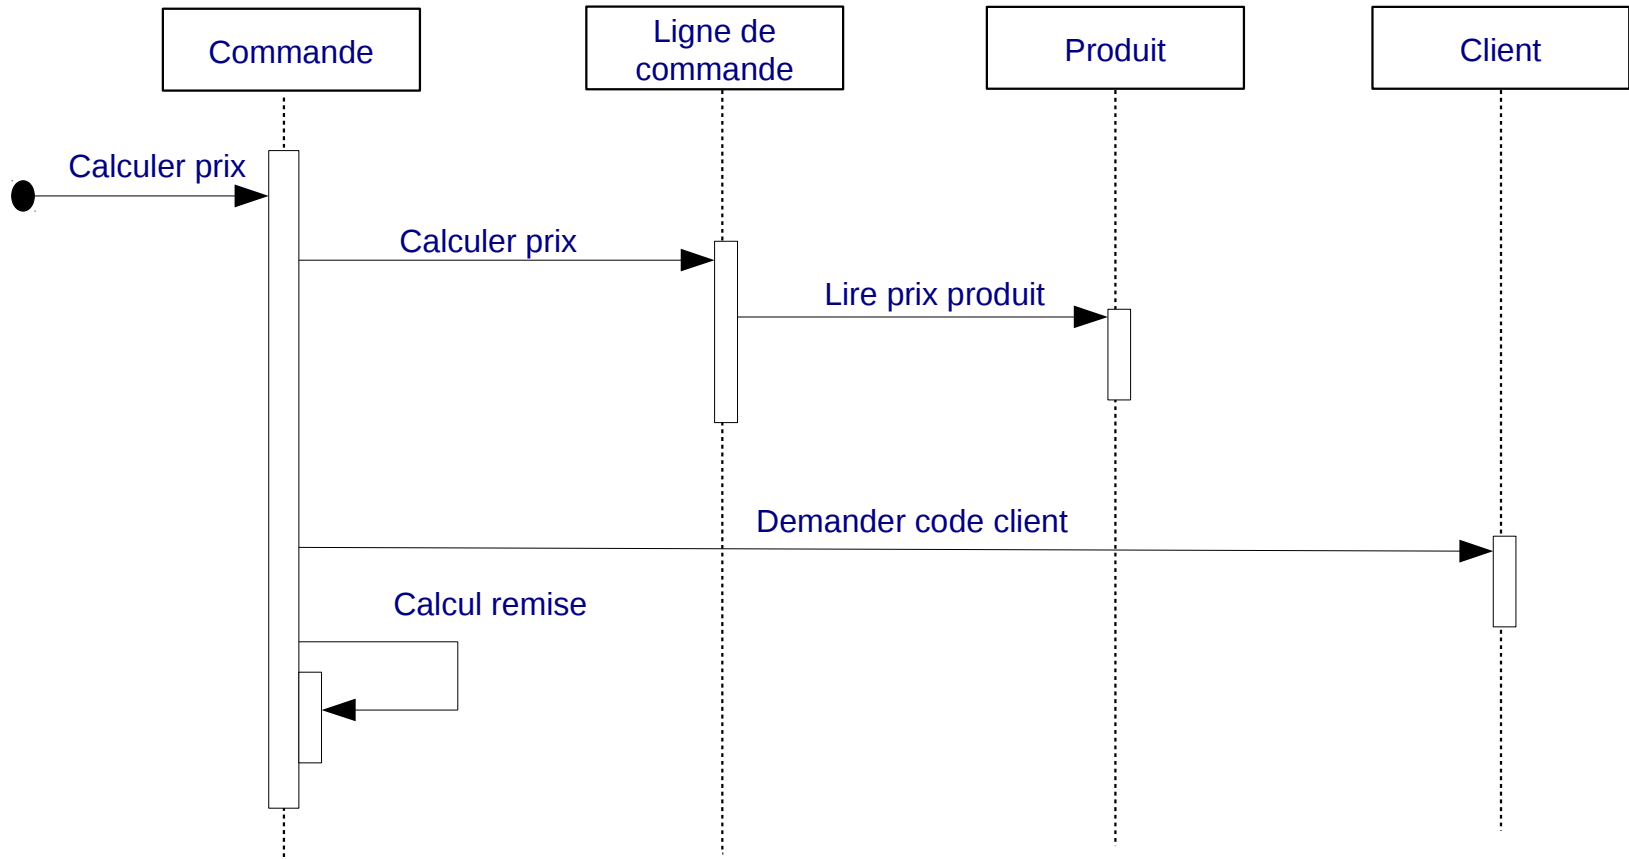 Commande
Ligne de
commande
Produit
Client
Calculer prix
Calculer prix
Lire prix produit
Demander code client
Calcul remise